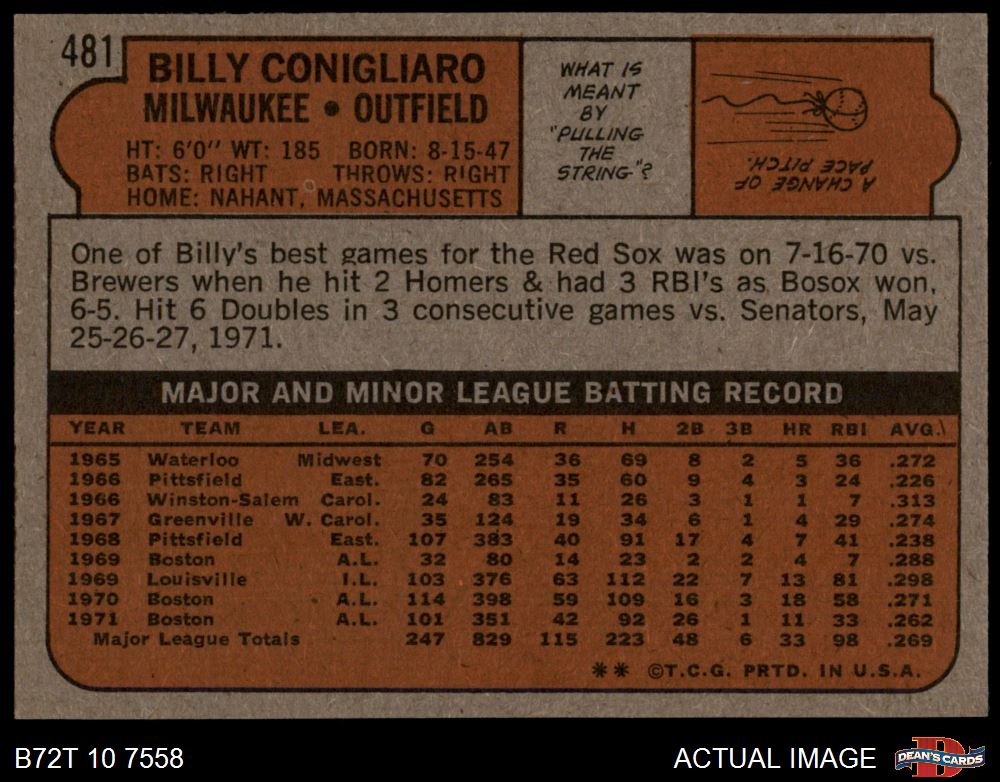 481
BILLY CONIGLIARO
MILWAUKEE • OUTFIELD
HT: 6'0" WT: 185 BORN: 8-15-47
BATS: RIGHT THROWS: RIGHT
HOME: NAHANT, MASSACHUSETTS
WHAT IS
MEANT
BY
"PULLING
THE
STRING"?
A CHANGE OF
PACE PITCH.
One of Billy's best games for the Red Sox was on 7-16-70 vs.
Brewers when he hit 2 Homers & had 3 RBI's as Bosox won,
6-5. Hit 6 Doubles in 3 consecutive games vs. Senators, May
25-26-27, 1971.
MAJOR AND MINOR LEAGUE BATTING RECORD
YEAR TEAM LEA. G AB R H 2B 3B HR RBI AVG.
1965 Waterloo Midwest 70 254 36 69 8 2 5 36 .272
1966 Pittsfield East. 82 265 35 60 9 4 3 24 .226
1966 Winston-Salem Carol. 24 83 11 26 3 1 1 7 .313
1967 Greenville W. Carol. 35 124 19 34 6 1 4 29 .274
1968 Pittsfield East. 107 383 40 91 17 4 7 41 .238
1969 Boston A.L. 32 80 14 23 2 2 4 7 .288
1969 Louisville I.L. 103 376 63 112 22 7 13 81 .298
1970 Boston A.L. 114 398 59 109 16 3 18 58 .271
1971 Boston A.L. 101 351 42 92 26 1 11 33 .262
Major League Totals 247 829 115 223 48 6 33 98 .269
** ©T.C.G. PRTD. IN U.S.A.
B72T 10 7558
ACTUAL IMAGE
D
DEAN'S CARDS